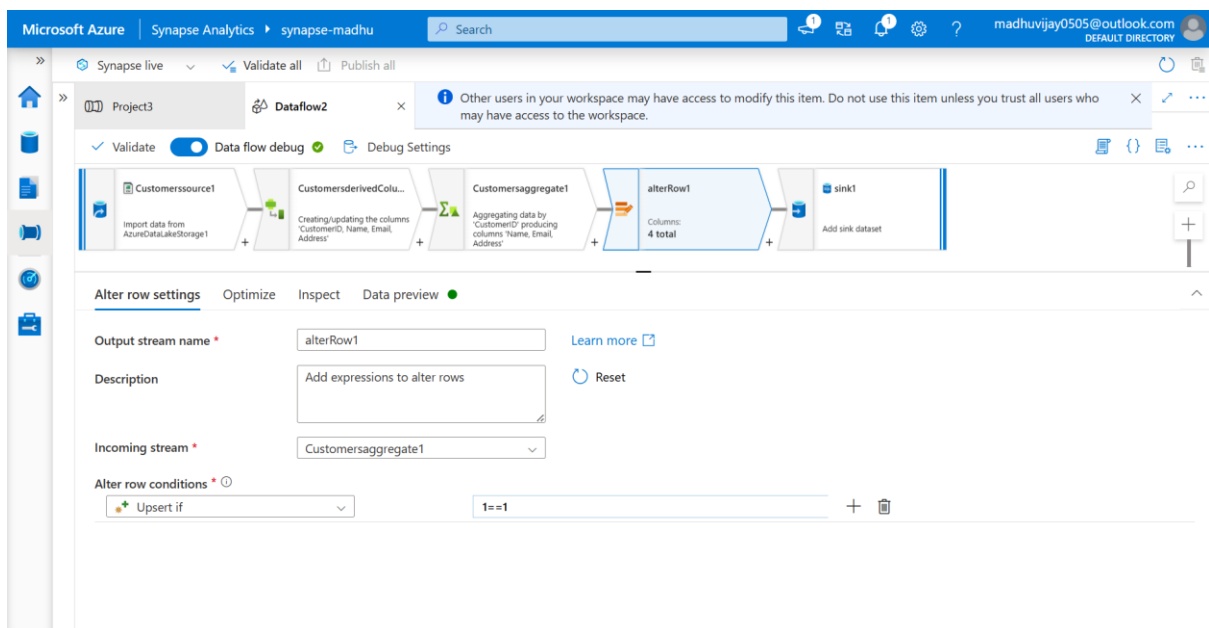 Microsoft Azure Synapse Analytics synapse-madhu Search 1 1 ? madhuvijay0505@outlook.com
DEFAULT DIRECTORY
» Synapse live Validate all Publish all
» Project3 Dataflow2 × Other users in your workspace may have access to modify this item. Do not use this item unless you trust all users who × ...
may have access to the workspace.
Validate Data flow debug Debug Settings {} ...
Customerssource1
Import data from
AzureDataLakeStorage1
+
CustomersderivedColu...
Creating/updating the columns
'CustomerID, Name, Email,
Address'
+
Customersaggregate1
Aggregating data by
'CustomerID' producing
columns 'Name, Email,
Address'
+
alterRow1
Columns:
4 total
+
sink1
Add sink dataset
+
Alter row settings Optimize Inspect Data preview
Output stream name * alterRow1 Learn more
Description Add expressions to alter rows Reset
Incoming stream * Customersaggregate1
Alter row conditions *
Upsert if 1==1 +